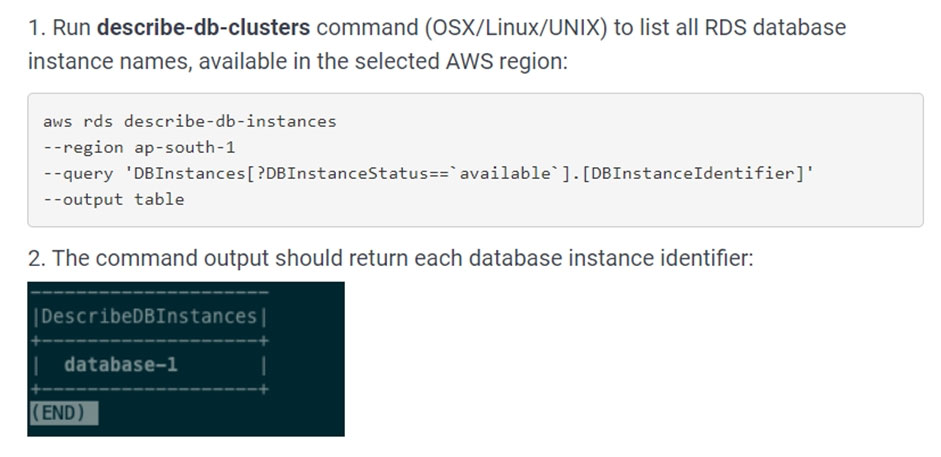 1. Run describe-db-clusters command (OSX/Linux/UNIX) to list all RDS database
instance names, available in the selected AWS region:
aws rds describe-db-instances
--region ap-south-1
--query 'DBInstances[?DBInstanceStatus==`available`].[DBInstanceIdentifier]'
--output table
2. The command output should return each database instance identifier:
---------------------
|DescribeDBInstances|
+-------------------+
|  database-1       |
+-------------------+
(END)